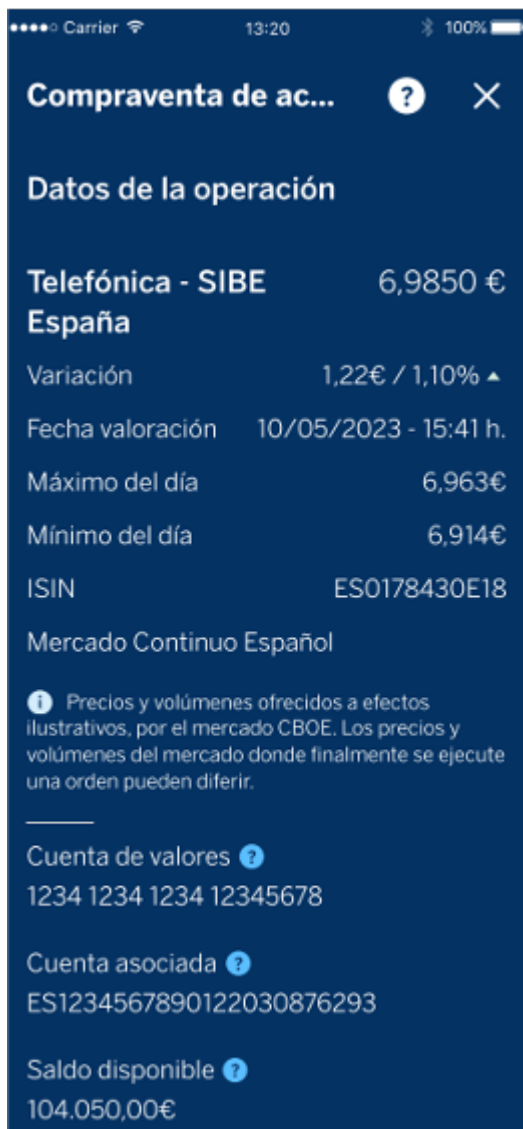 Carrier 13:20 100%
Compraventa de ac... ?
Datos de la operación
Telefónica - SIBE 6,9850 €
España
Variación 1,22€ / 1,10%
Fecha valoración 10/05/2023 - 15:41 h.
Máximo del día 6,963€
Mínimo del día 6,914€
ISIN ES0178430E18
Mercado Continuo Español
i Precios y volúmenes ofrecidos a efectos
ilustrativos, por el mercado CBOE. Los precios y
volúmenes del mercado donde finalmente se ejecute
una orden pueden diferir.
Cuenta de valores ?
1234 1234 1234 12345678
Cuenta asociada ?
ES1234567890122030876293
Saldo disponible ?
104.050,00€